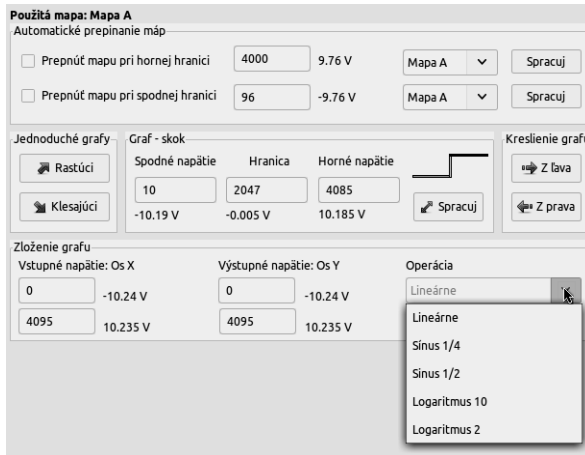 Použitá mapa: Mapa A
Automatické prepinanie máp
Prepnúť mapu pri hornej hranici 4000 9.76 V Mapa A Spracuj
Prepnúť mapu pri spodnej hranici 96 -9.76 V Mapa A Spracuj
Jednoduché grafy Graf - skok Kreslienie grafu
Rastúci Spodné napätie Hranica Horné napätie Z ľava
10 2047 4085
Klesajúci -10.19 V -0.005 V 10.185 V Spracuj Z prava
Zloženie grafu
Vstupné napätie: Os X Výstupné napätie: Os Y Operácia
0 -10.24 V 0 -10.24 V Lineárne
4095 10.235 V 4095 10.235 V
Lineárne
Sínus 1/4
Sinus 1/2
Logaritmus 10
Logaritmus 2